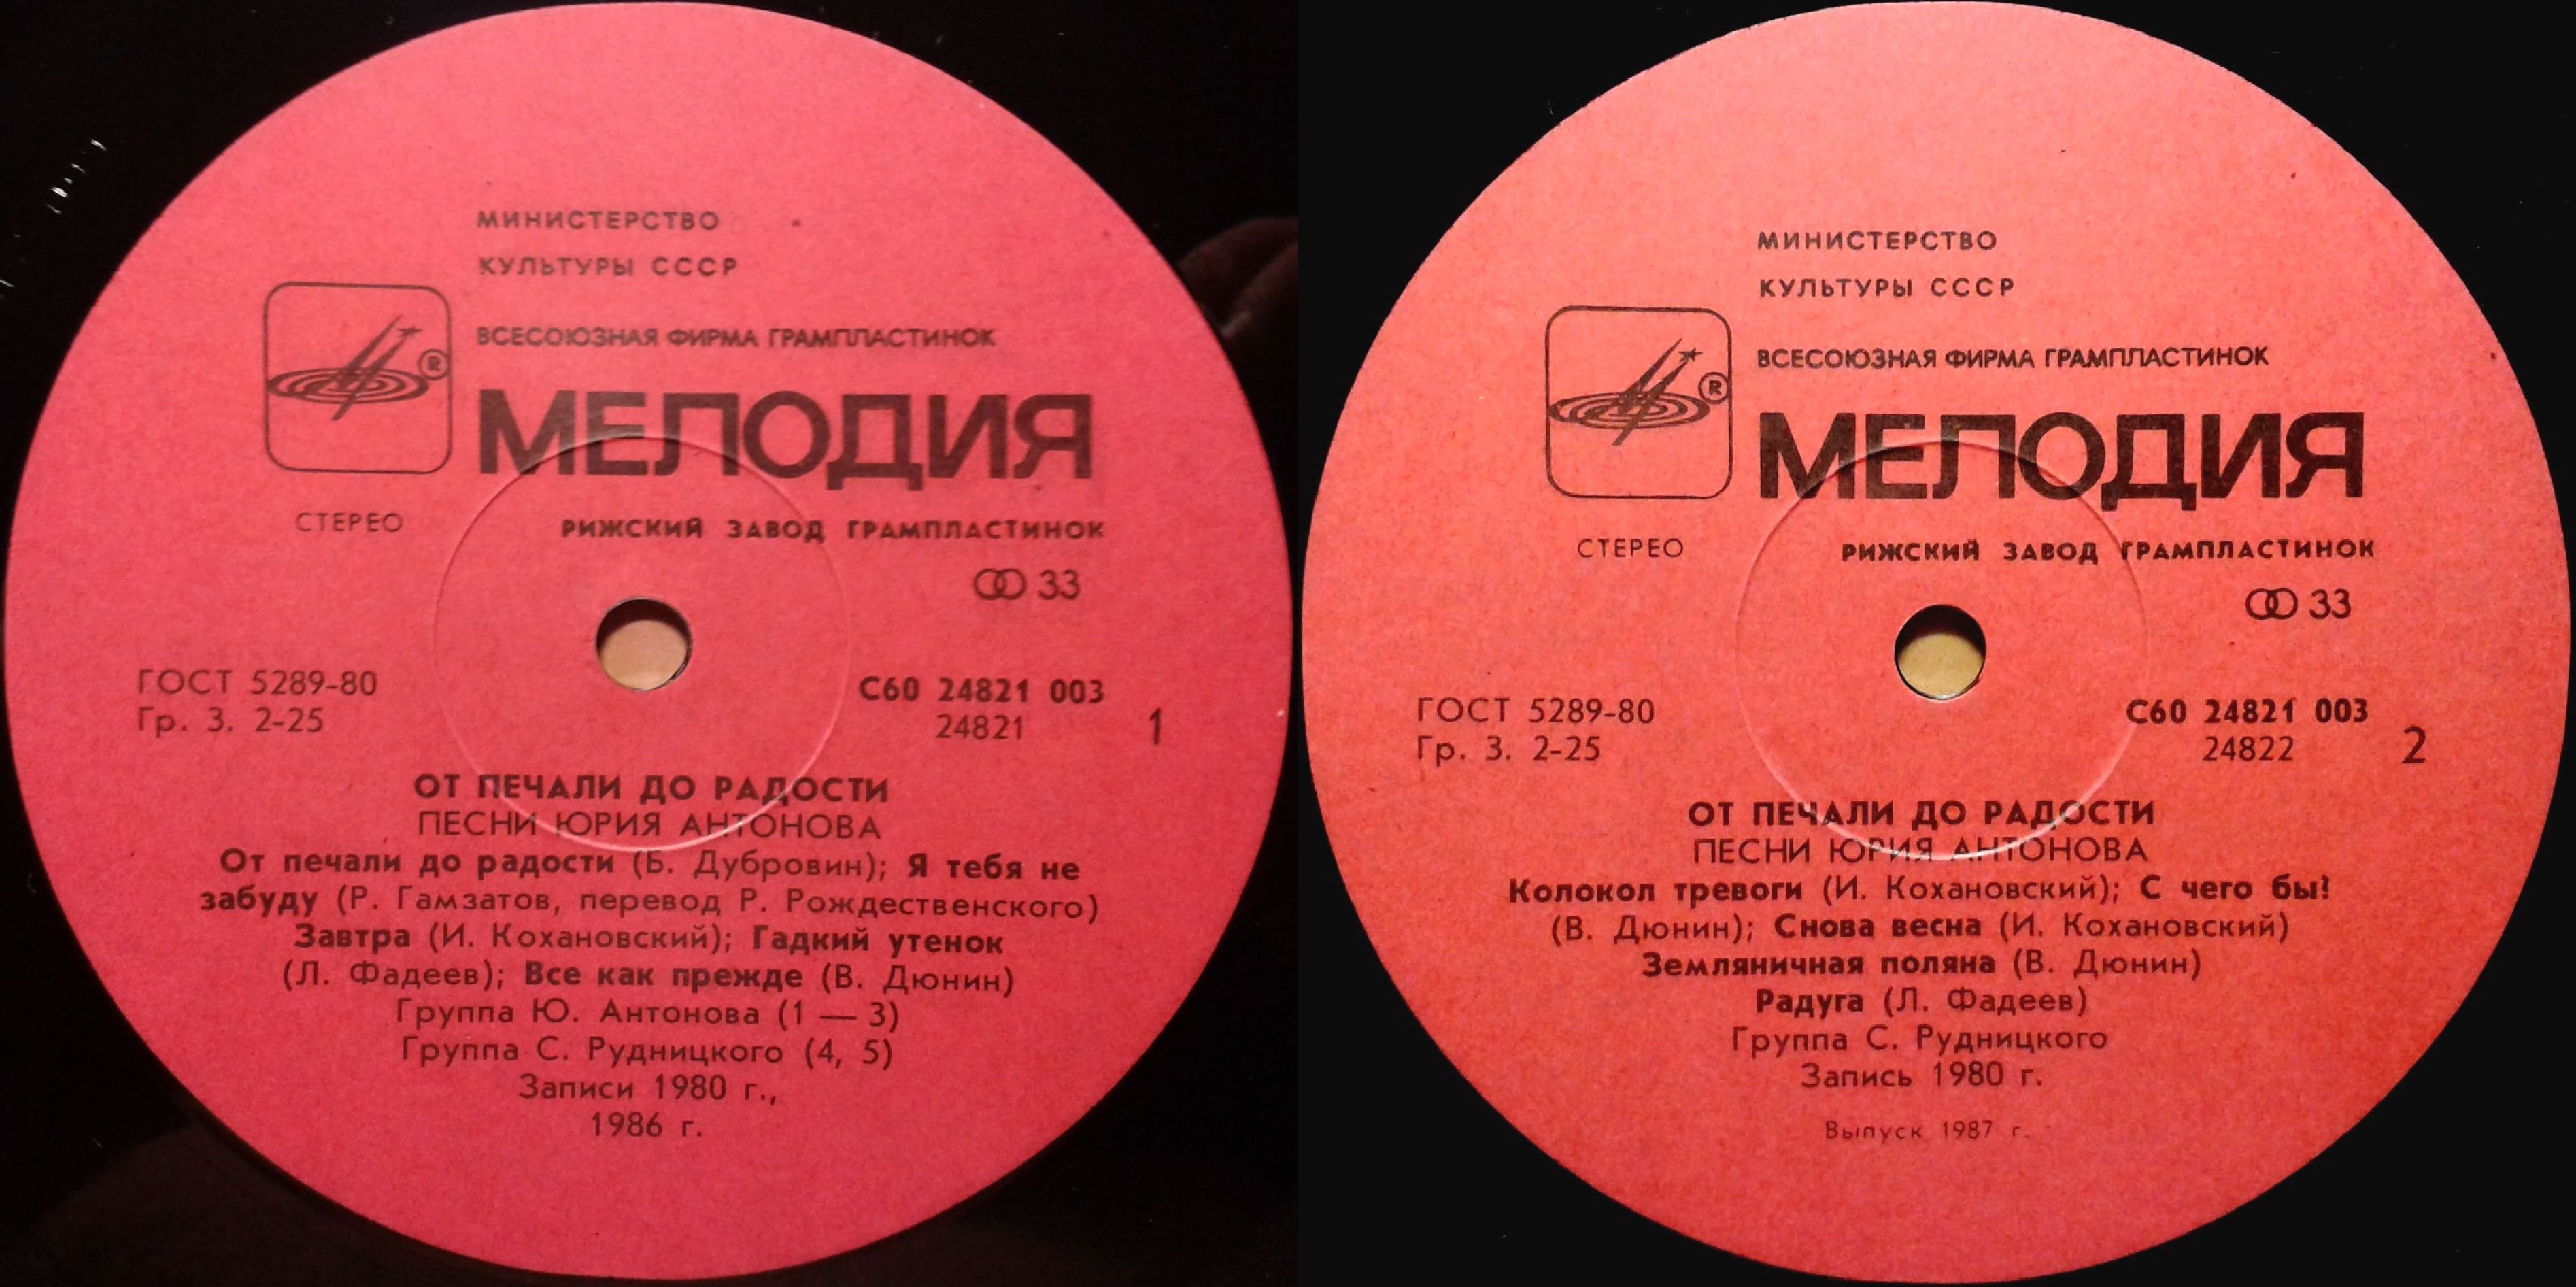 МИНИСТЕРСТВО
КУЛЬТУРЫ СССР
ВСЕСОЮЗНАЯ ФИРМА ГРАМПЛАСТИНОК
®
МЕЛОДИЯ
СТЕРЕО
РИЖСКИЙ ЗАВОД ГРАМПЛАСТИНОК
33
ГОСТ 5289-80
Гр. 3. 2-25
С60 24821 003
24821
1
ОТ ПЕЧАЛИ ДО РАДОСТИ
ПЕСНИ ЮРИЯ АНТОНОВА
От печали до радости (Б. Дубровин); Я тебя не
забуду (Р. Гамзатов, перевод Р. Рождественского)
Завтра (И. Кохановский); Гадкий утенок
(Л. Фадеев); Все как прежде (В. Дюнин)
Группа Ю. Антонова (1 — 3)
Группа С. Рудницкого (4, 5)
Записи 1980 г.,
1986 г.
МИНИСТЕРСТВО
КУЛЬТУРЫ СССР
ВСЕСОЮЗНАЯ ФИРМА ГРАМПЛАСТИНОК
®
МЕЛОДИЯ
СТЕРЕО
РИЖСКИЙ ЗАВОД ГРАМПЛАСТИНОК
33
ГОСТ 5289-80
Гр. 3. 2-25
С60 24821 003
24822
2
ОТ ПЕЧАЛИ ДО РАДОСТИ
ПЕСНИ ЮРИЯ АНТОНОВА
Колокол тревоги (И. Кохановский); С чего бы!
(В. Дюнин); Снова весна (И. Кохановский)
Земляничная поляна (В. Дюнин)
Радуга (Л. Фадеев)
Группа С. Рудницкого
Запись 1980 г.
Выпуск 1987 г.